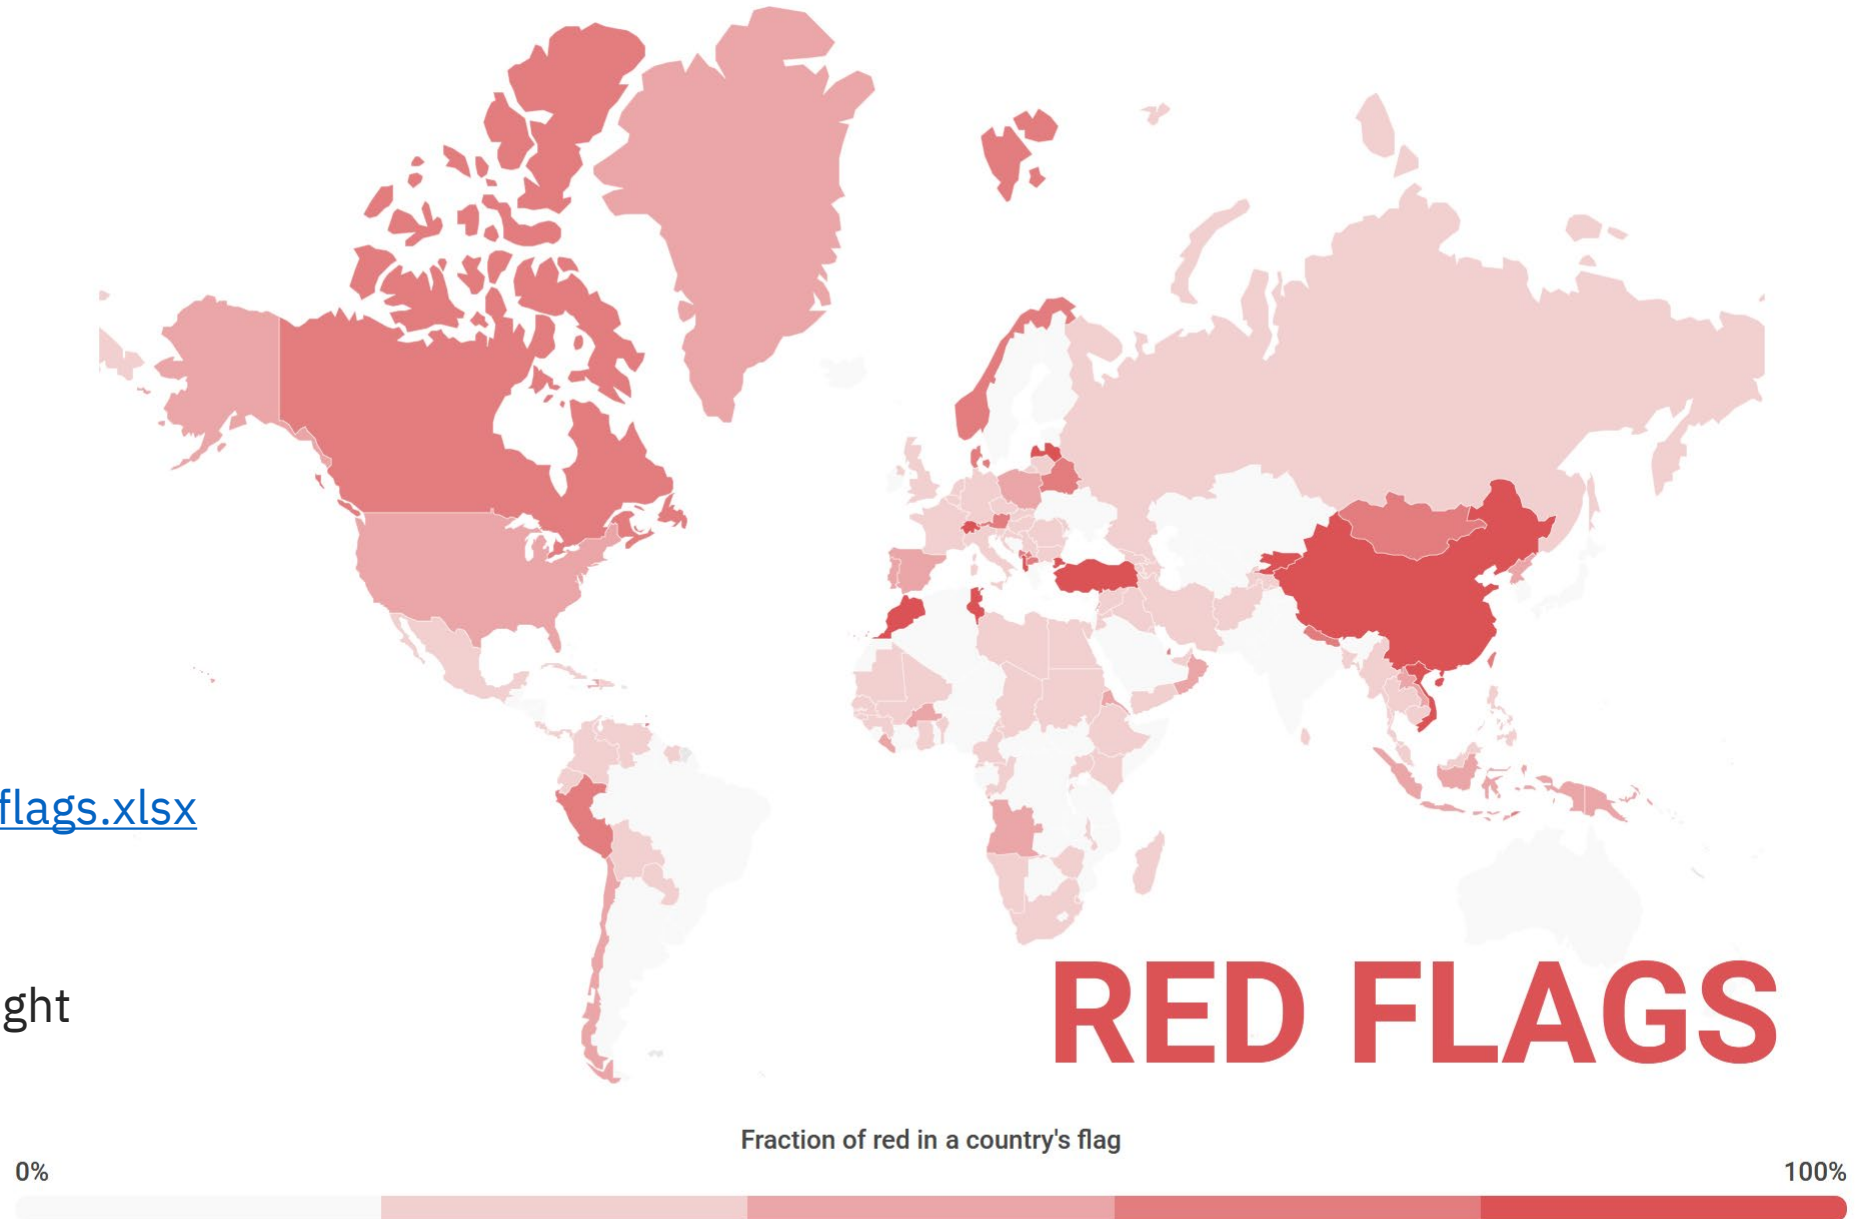 flags.xlsx
ght
RED FLAGS
Fraction of red in a country's flag
0%
100%